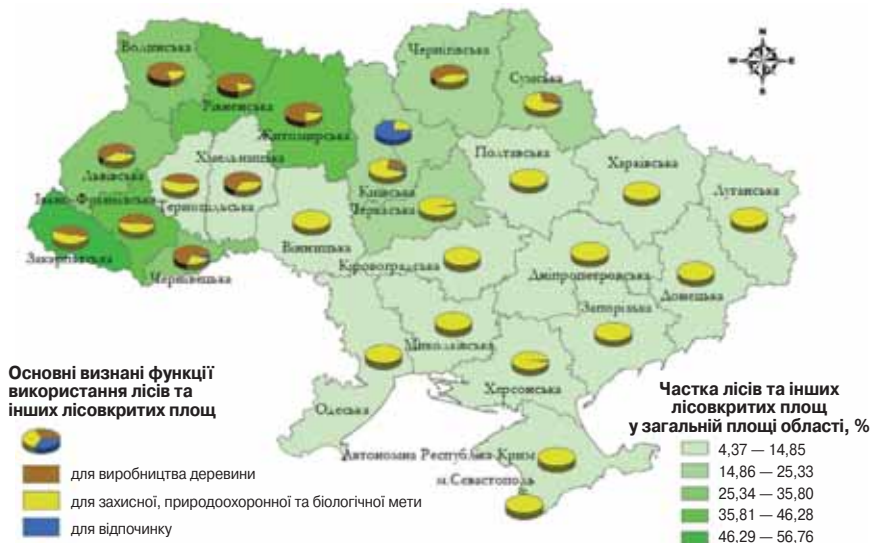 Волинська
Рівненська
Житомирська
Чернігівська
Сумська
Львівська
Тернопільська
Хмельницька
Київська
Черкаська
Полтавська
Харківська
Луганська
Івано-Франківська
Закарпатська
Чернівецька
Вінницька
Кіровоградська
Дніпропетровська
Донецька
Запорізька
Миколаївська
Херсонська
Одеська
Автономна Республіка Крим
м.Севастополь
N
W
E
S
Основні визнані функції
використання лісів та
інших лісовкритих площ
для виробництва деревини
для захисної, природоохоронної та біологічної мети
для відпочинку
Частка лісів та інших
лісовкритих площ
у загальній площі області, %
4,37 — 14,85
14,86 — 25,33
25,34 — 35,80
35,81 — 46,28
46,29 — 56,76